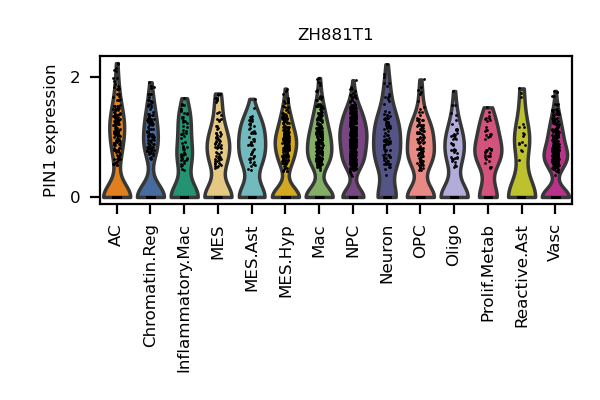 ZH881T1
PIN1 expression
2
0
AC
Chromatin.Reg
Inflammatory.Mac
MES
MES.Ast
MES.Hyp
Mac
NPC
Neuron
OPC
Oligo
Prolif.Metab
Reactive.Ast
Vasc